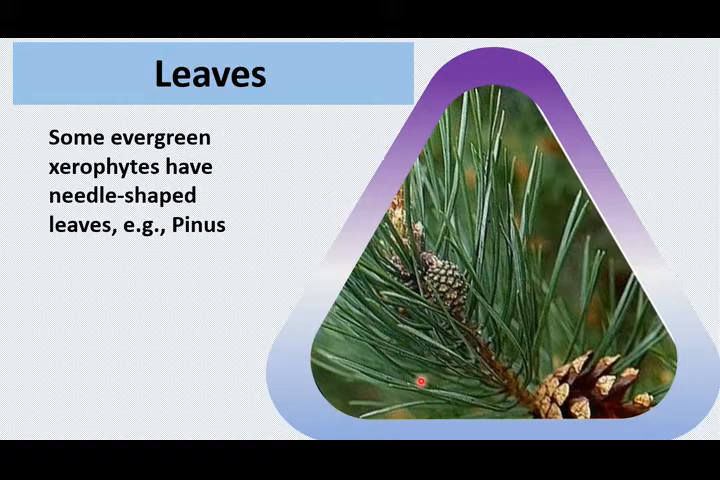 Leaves
Some evergreen
xerophytes have
needle-shaped
leaves, e.g., Pinus